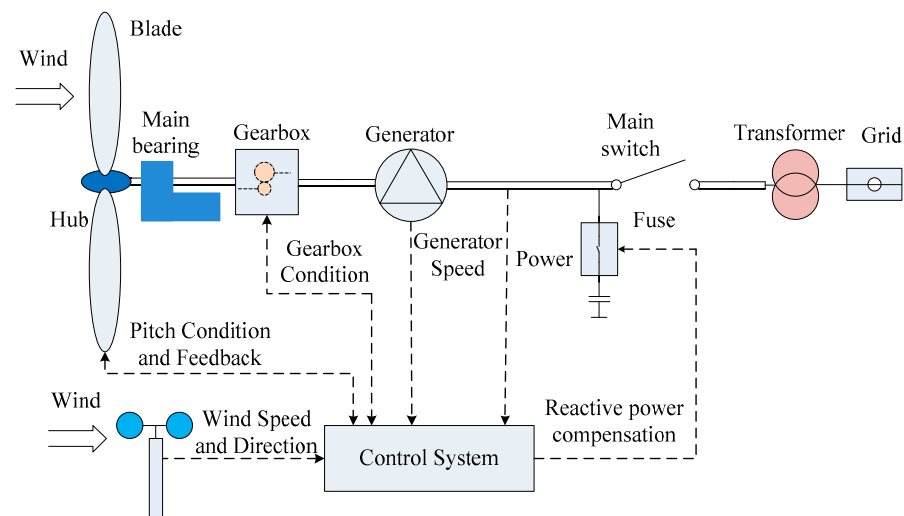 Blade
Wind
Main
bearing
Gearbox
Generator
Main
switch
Transformer
Grid
Hub
Gearbox
Condition
Generator
Speed
Power
Fuse
Pitch Condition
and Feedback
Wind
Wind Speed
and Direction
Reactive power
compensation
Control System